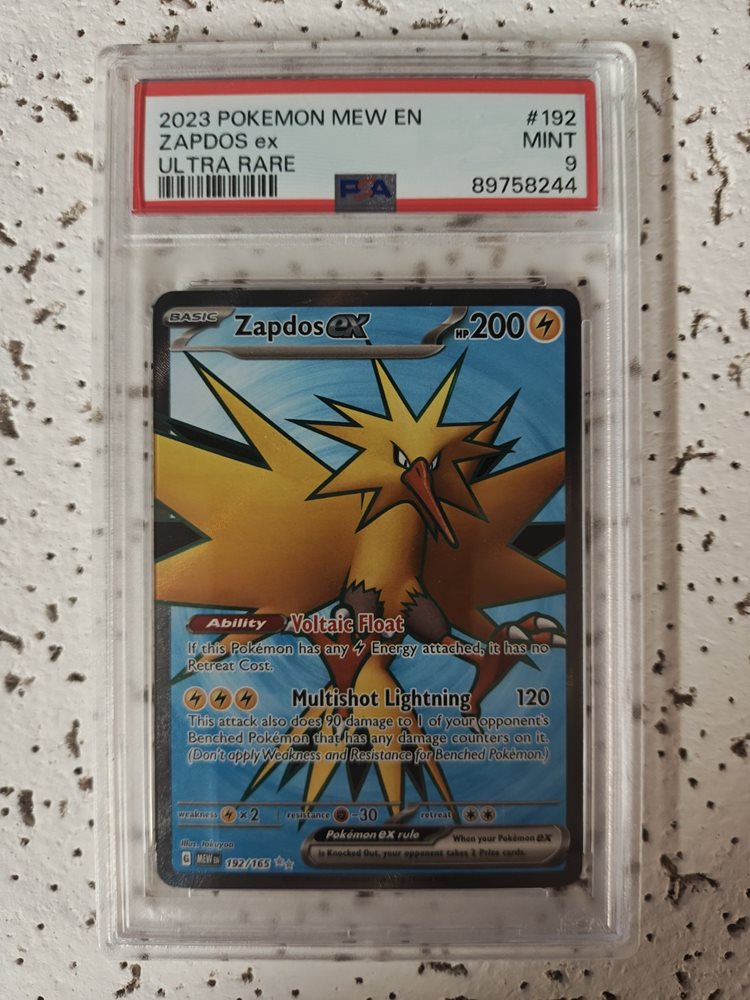 2023 POKEMON MEW EN #192
ZAPDOS ex MINT
ULTRA RARE 9
PSA 89758244
BASIC Zapdos ex HP 200
Ability Voltaic Float
If this Pokémon has any Energy attached, it has no
Retreat Cost.
Multishot Lightning 120
This attack also does 90 damage to 1 of your opponent's
Benched Pokémon that has any damage counters on it.
(Don't apply Weakness and Resistance for Benched Pokémon.)
weakness ×2 resistance -30 retreat
Pokémon ex rule When your Pokémon ex
is Knocked Out, your opponent takes 2 Prize cards.
Illus. takuyoa
G MEW EN 192/165